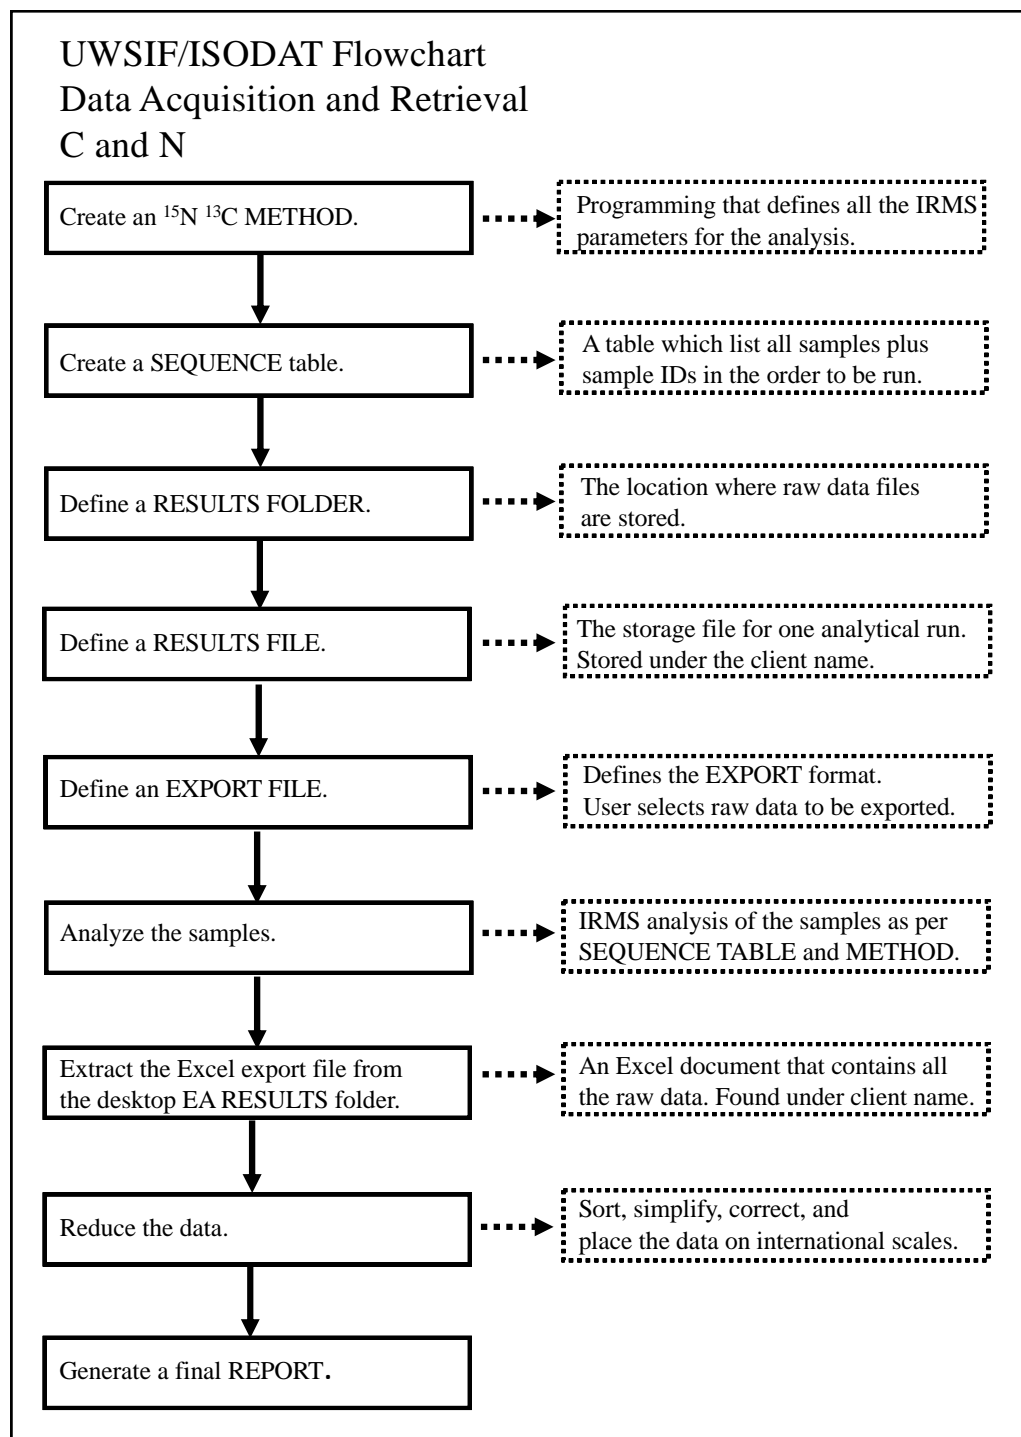 UWSIF/ISODAT Flowchart
Data Acquisition and Retrieval
C and N
Create an ¹⁵N ¹³C METHOD.
Programming that defines all the IRMS
parameters for the analysis.
Create a SEQUENCE table.
A table which list all samples plus
sample IDs in the order to be run.
Define a RESULTS FOLDER.
The location where raw data files
are stored.
Define a RESULTS FILE.
The storage file for one analytical run.
Stored under the client name.
Define an EXPORT FILE.
Defines the EXPORT format.
User selects raw data to be exported.
Analyze the samples.
IRMS analysis of the samples as per
SEQUENCE TABLE and METHOD.
Extract the Excel export file from
the desktop EA RESULTS folder.
An Excel document that contains all
the raw data. Found under client name.
Reduce the data.
Sort, simplify, correct, and
place the data on international scales.
Generate a final REPORT.